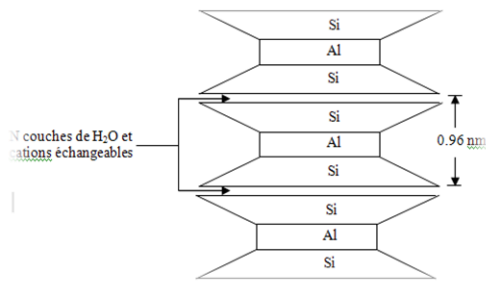 Si
Al
Si
Si
Al
Si
N couches de H₂O et
cations échangeables
0.96 nm
Si
Al
Si